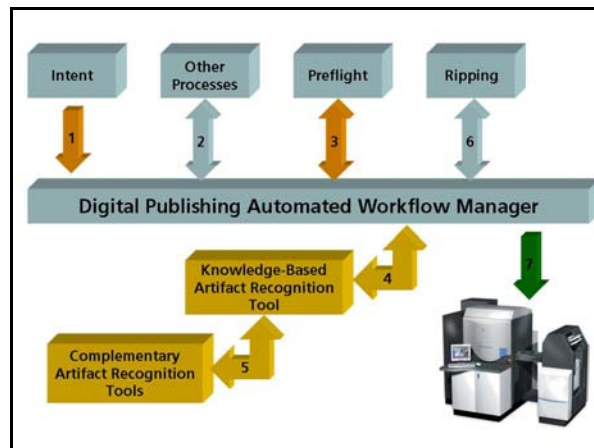 Intent
Other
Processes
Preflight
Ripping
1
2
3
6
Digital Publishing Automated Workflow Manager
7
4
Knowledge-Based
Artifact Recognition
Tool
5
Complementary
Artifact Recognition
Tools